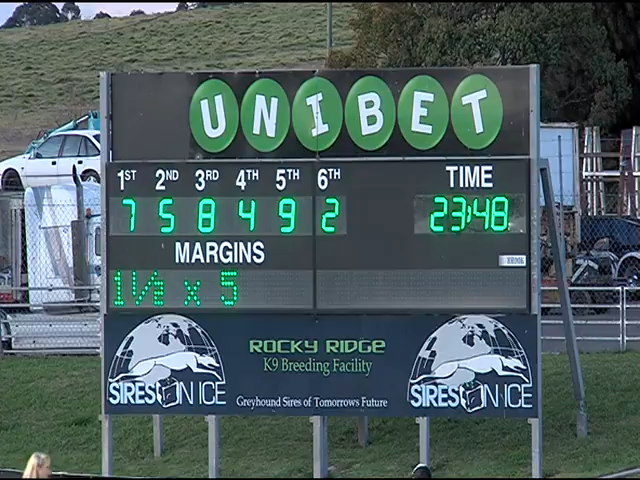 UNIBET
1ST 2ND 3RD 4TH 5TH 6TH TIME
7 5 8 4 9 2 23:48
MARGINS
1½ x 5
ROCKY RIDGE
K9 Breeding Facility
SIRES ON ICE
Greyhound Sires of Tomorrows Future
SIRES ON ICE